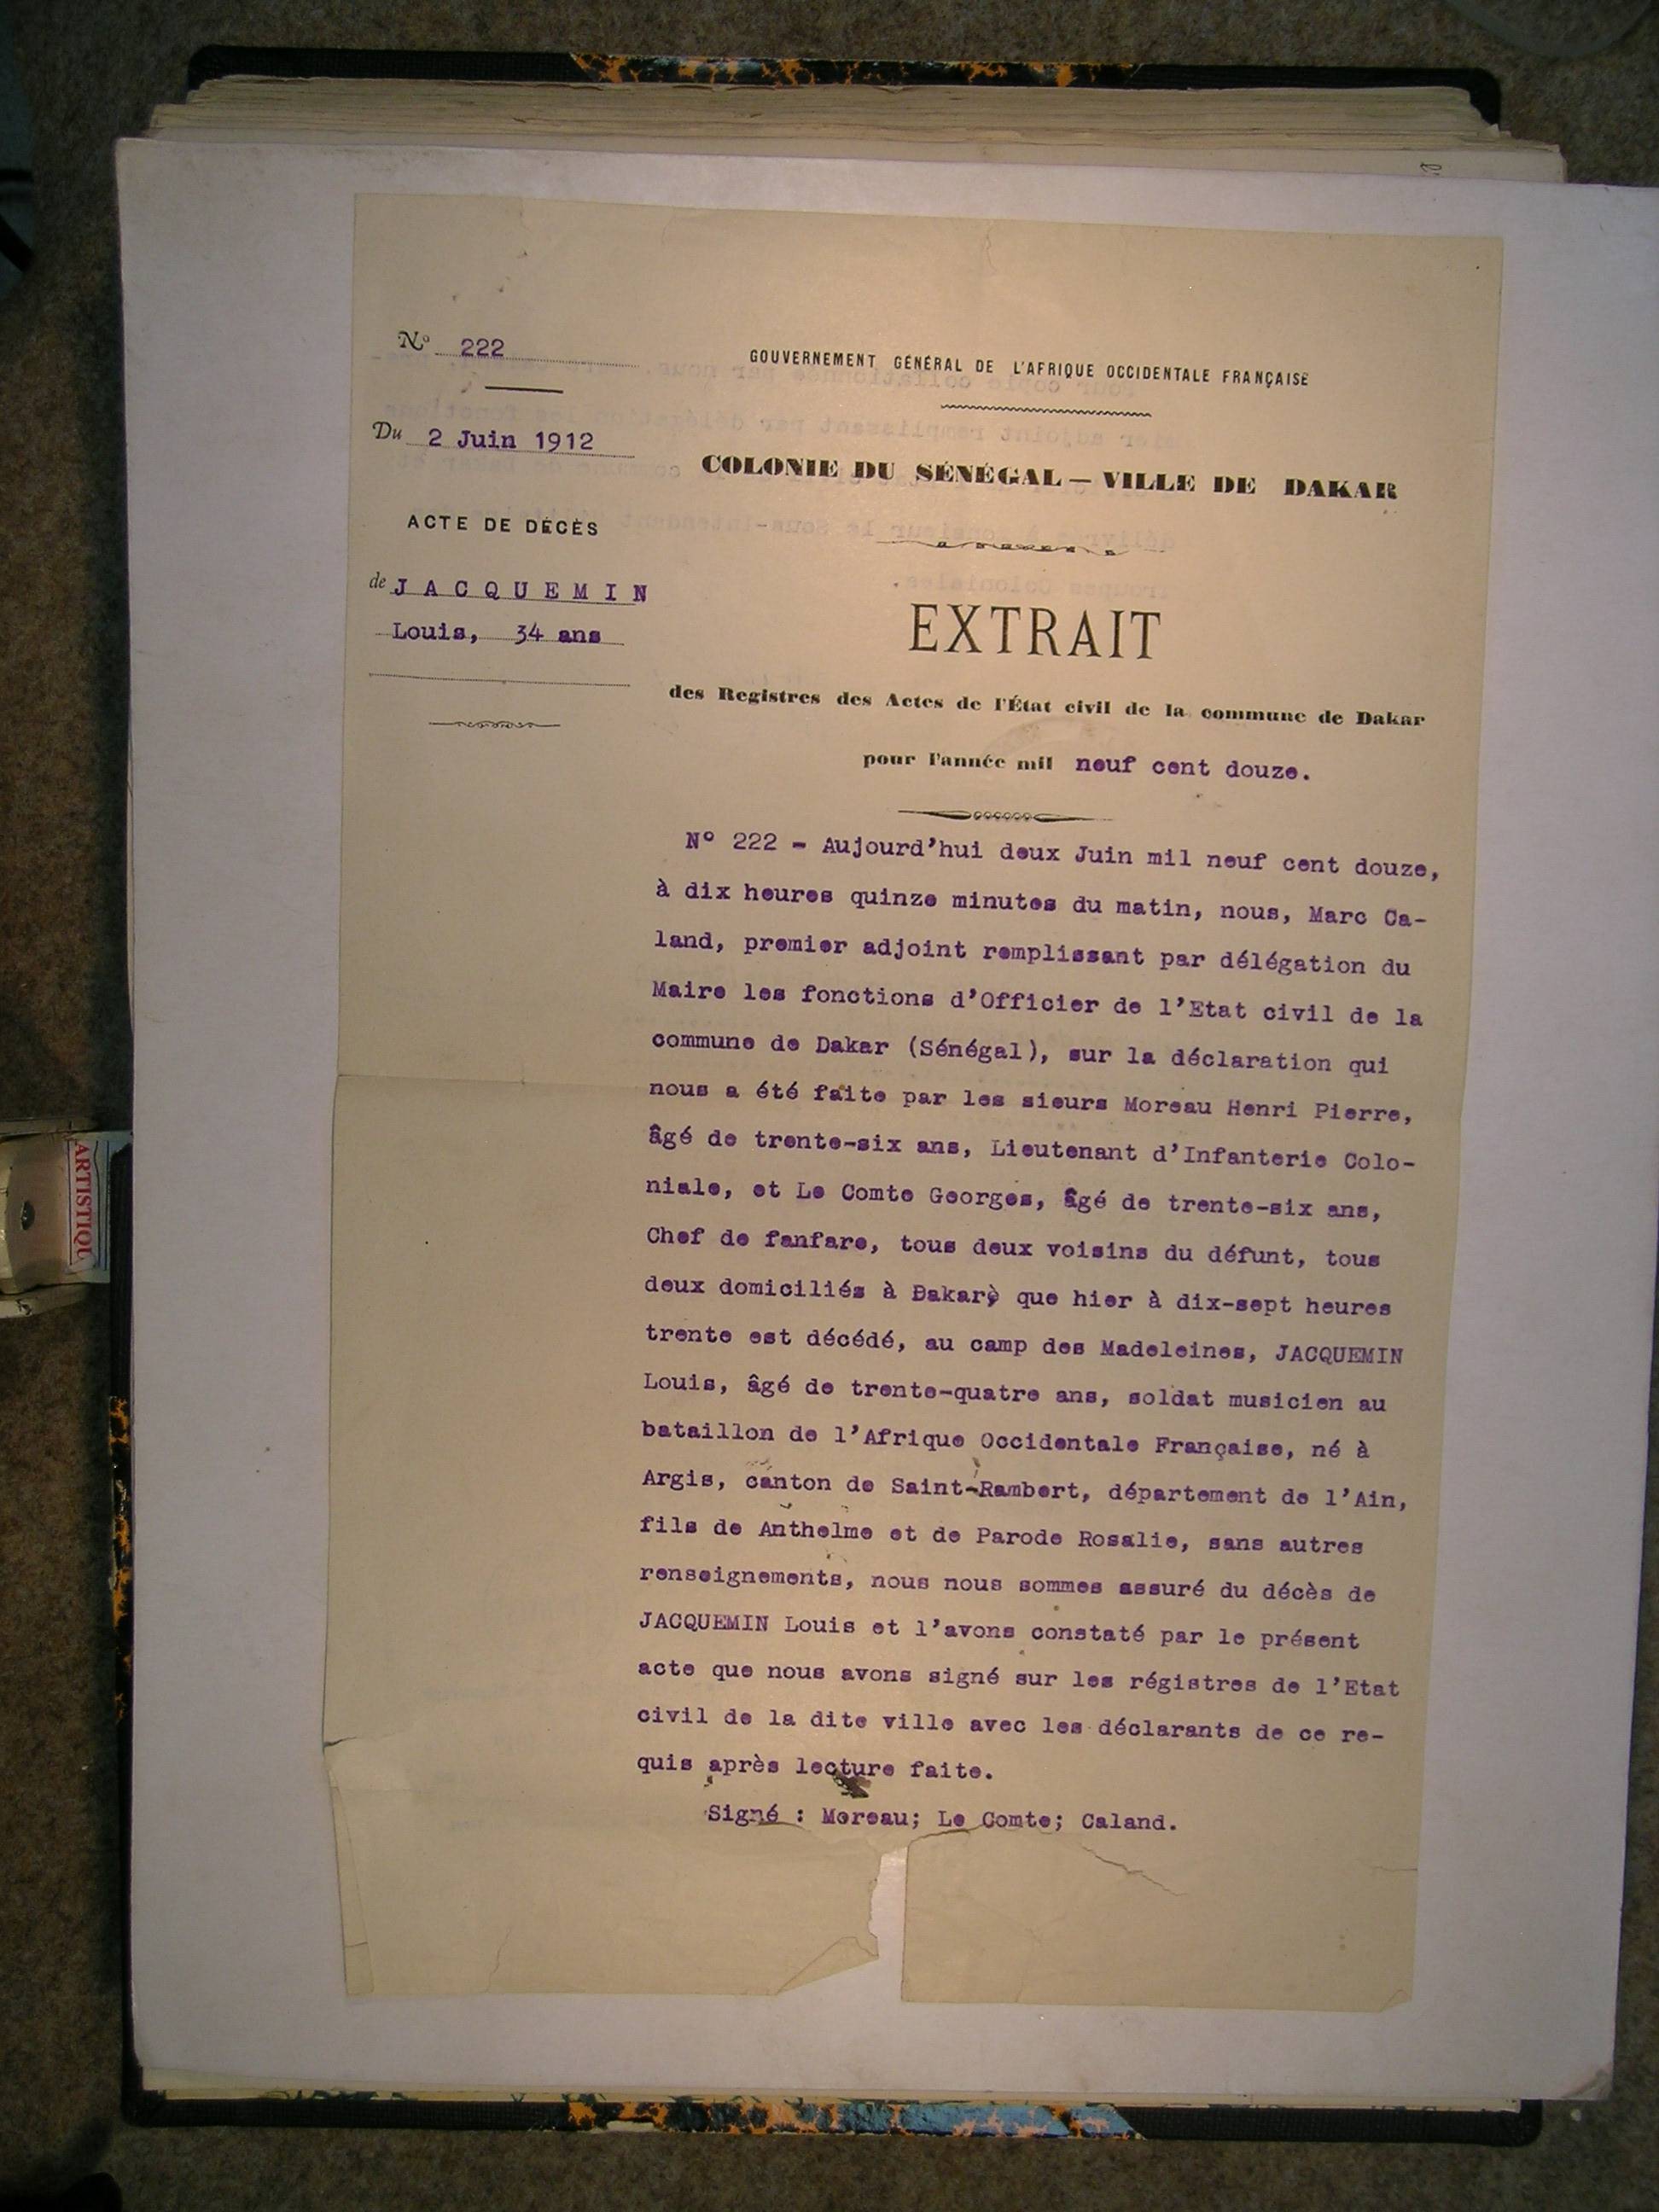 N° 222
Du 2 Juin 1912
ACTE DE DÉCÈS
de JACQUEMIN
Louis, 34 ans
GOUVERNEMENT GÉNÉRAL DE L'AFRIQUE OCCIDENTALE FRANÇAISE
COLONIE DU SÉNÉGAL — VILLE DE DAKAR
EXTRAIT
des Registres des Actes de l'État civil de la commune de Dakar
pour l'année mil neuf cent douze.
N° 222 - Aujourd'hui deux Juin mil neuf cent douze,
à dix heures quinze minutes du matin, nous, Marc Ca-
land, premier adjoint remplissant par délégation du
Maire les fonctions d'Officier de l'Etat civil de la
commune de Dakar (Sénégal), sur la déclaration qui
nous a été faite par les sieurs Moreau Henri Pierre,
âgé de trente-six ans, Lieutenant d'Infanterie Colo-
niale, et Le Comte Georges, âgé de trente-six ans,
Chef de fanfare, tous deux voisins du défunt, tous
deux domiciliés à Dakar, que hier à dix-sept heures
trente est décédé, au camp des Madeleines, JACQUEMIN
Louis, âgé de trente-quatre ans, soldat musicien au
bataillon de l'Afrique Occidentale Française, né à
Argis, canton de Saint-Rambert, département de l'Ain,
fils de Anthelme et de Parode Rosalie, sans autres
renseignements, nous nous sommes assuré du décès de
JACQUEMIN Louis et l'avons constaté par le présent
acte que nous avons signé sur les régistres de l'Etat
civil de la dite ville avec les déclarants de ce re-
quis après lecture faite.
Signé : Moreau; Le Comte; Caland.
ARTISTIQU